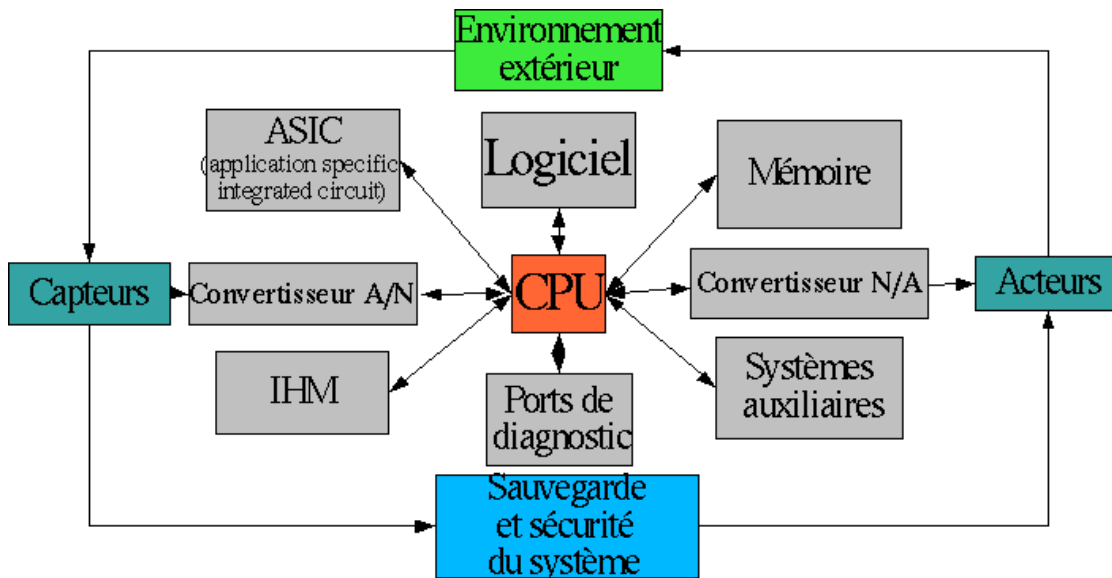 Environnement
extérieur
ASIC
(application specific
integrated circuit)
Logiciel
Mémoire
Capteurs
Convertisseur A/N
CPU
Convertisseur N/A
Acteurs
IHM
Ports de
diagnostic
Systèmes
auxiliaires
Sauvegarde
et sécurité
du système